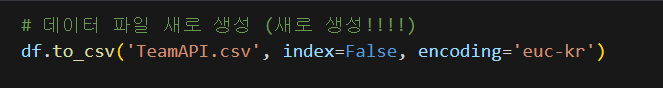 # 데이터 파일 새로 생성 (새로 생성!!!!)
df.to_csv('TeamAPI.csv', index=False, encoding='euc-kr')